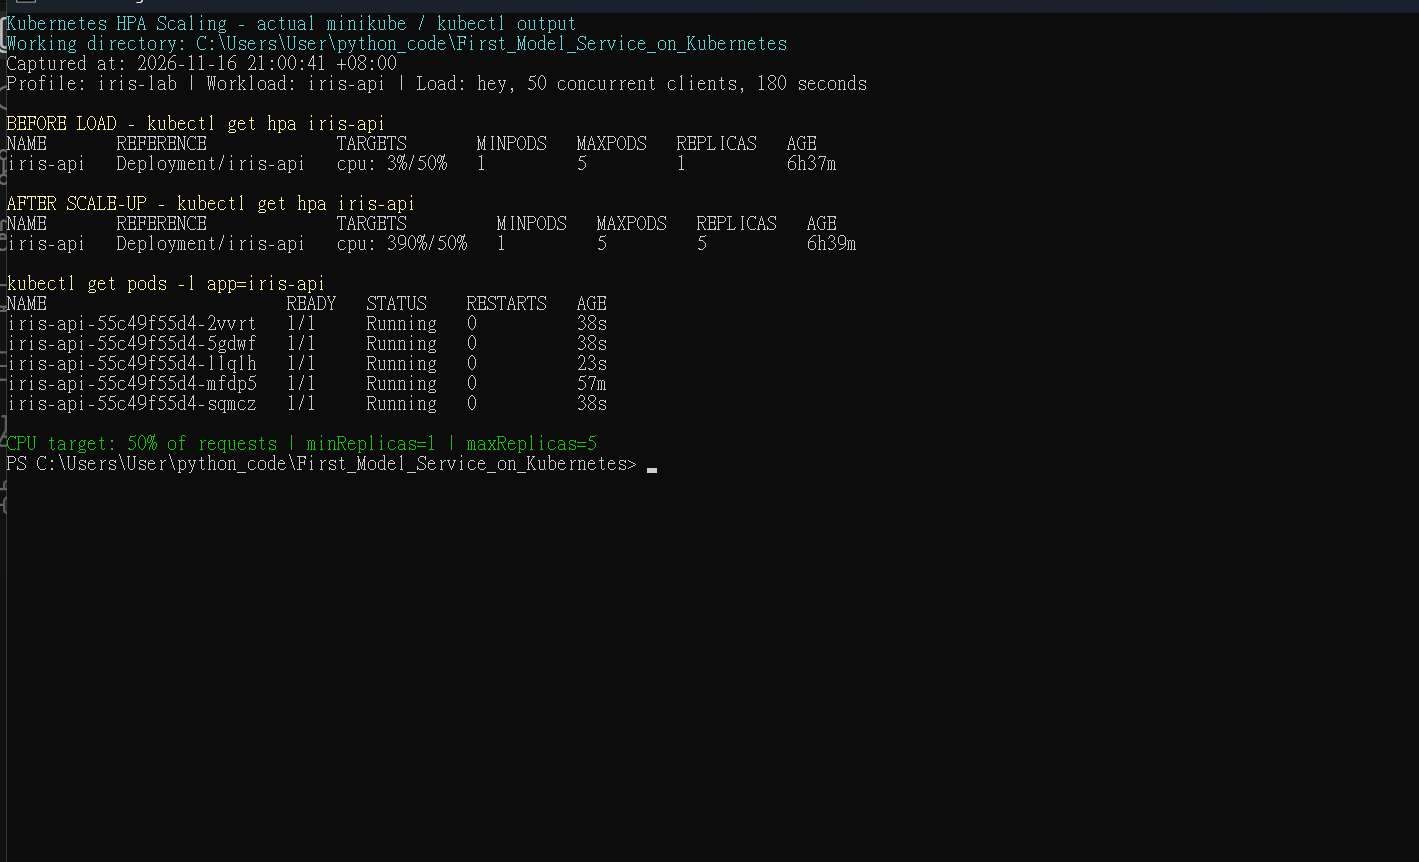 Kubernetes HPA Scaling - actual minikube / kubectl output
Working directory: C:\Users\User\python_code\First_Model_Service_on_Kubernetes
Captured at: 2026-11-16 21:00:41 +08:00
Profile: iris-lab | Workload: iris-api | Load: hey, 50 concurrent clients, 180 seconds
BEFORE LOAD - kubectl get hpa iris-api
NAME       REFERENCE             TARGETS       MINPODS   MAXPODS   REPLICAS   AGE
iris-api   Deployment/iris-api   cpu: 3%/50%   1         5         1          6h37m
AFTER SCALE-UP - kubectl get hpa iris-api
NAME       REFERENCE             TARGETS         MINPODS   MAXPODS   REPLICAS   AGE
iris-api   Deployment/iris-api   cpu: 390%/50%   1         5         5          6h39m
kubectl get pods -l app=iris-api
NAME                        READY   STATUS    RESTARTS   AGE
iris-api-55c49f55d4-2vvrt   1/1     Running   0          38s
iris-api-55c49f55d4-5gdwf   1/1     Running   0          38s
iris-api-55c49f55d4-llqlh   1/1     Running   0          23s
iris-api-55c49f55d4-mfdp5   1/1     Running   0          57m
iris-api-55c49f55d4-sqmcz   1/1     Running   0          38s
CPU target: 50% of requests | minReplicas=1 | maxReplicas=5
PS C:\Users\User\python_code\First_Model_Service_on_Kubernetes>